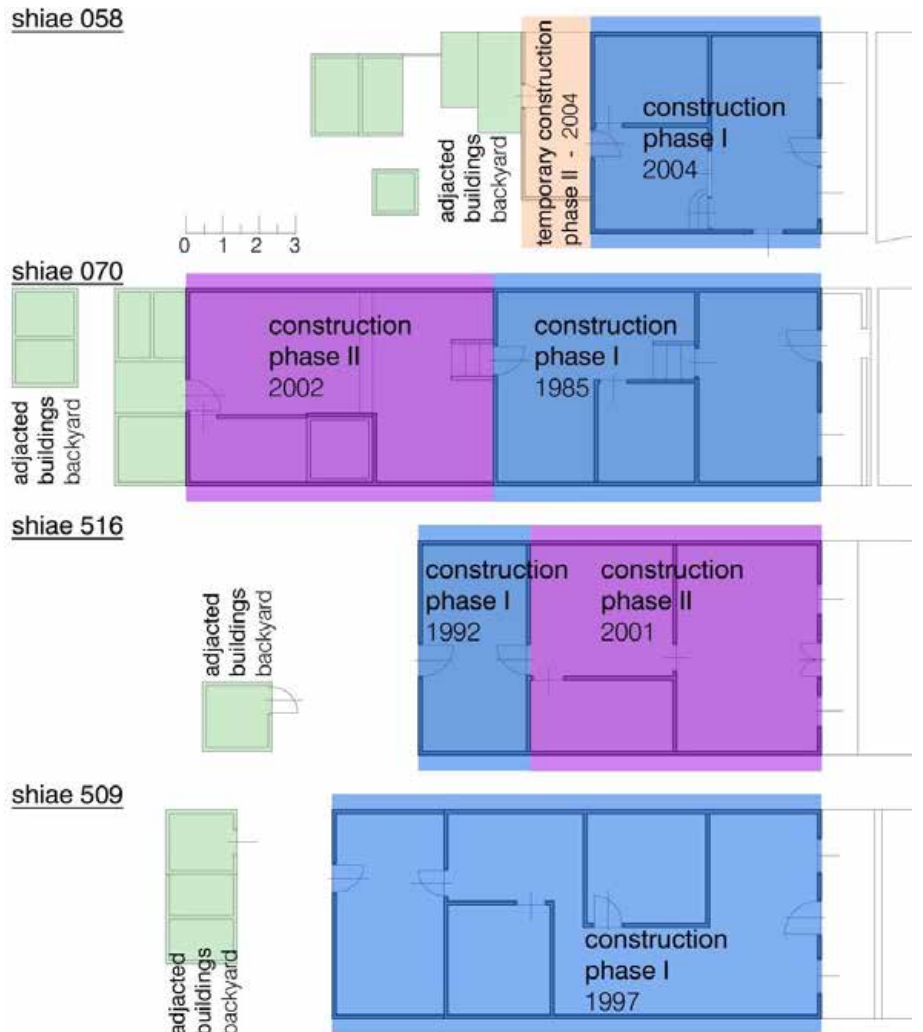 shiae 058
temporary construction
phase II - 2004
construction
phase I
2004
adjacted
buildings
backyard
0 1 2 3
shiae 070
construction
phase II
2002
construction
phase I
1985
adjacted
buildings
backyard
shiae 516
construction
phase I
1992
construction
phase II
2001
adjacted
buildings
backyard
shiae 509
construction
phase I
1997
adjacted
buildings
backyard